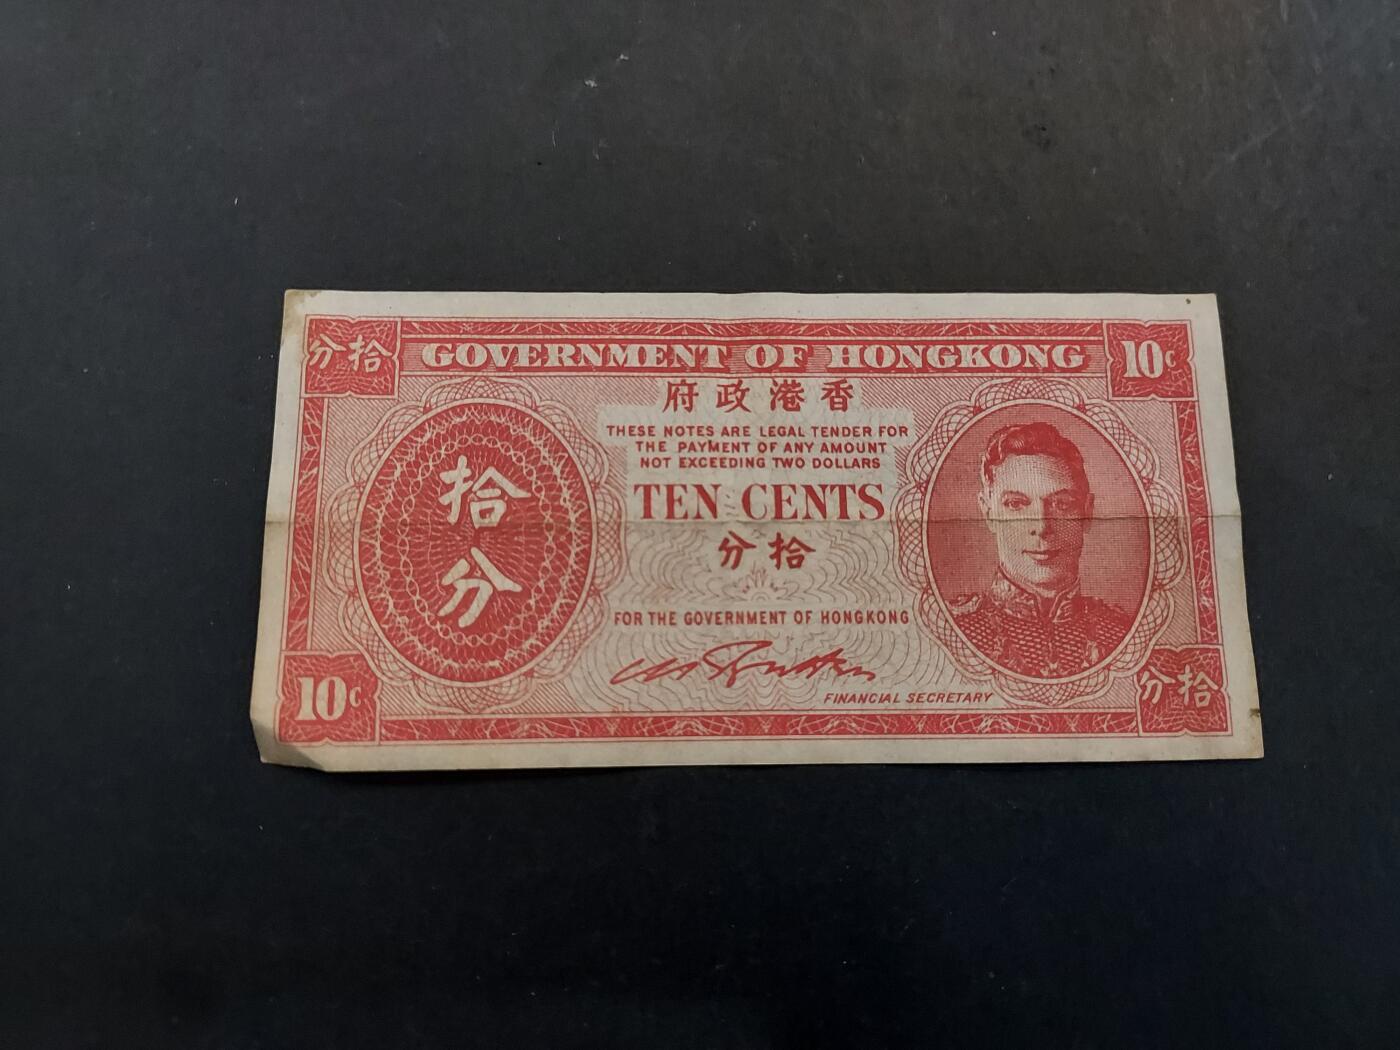 分拾
GOVERNMENT OF HONGKONG
10c
府政港香
THESE NOTES ARE LEGAL TENDER FOR
THE PAYMENT OF ANY AMOUNT
NOT EXCEEDING TWO DOLLARS
TEN CENTS
分拾
拾
分
FOR THE GOVERNMENT OF HONGKONG
FINANCIAL SECRETARY
10c
分拾